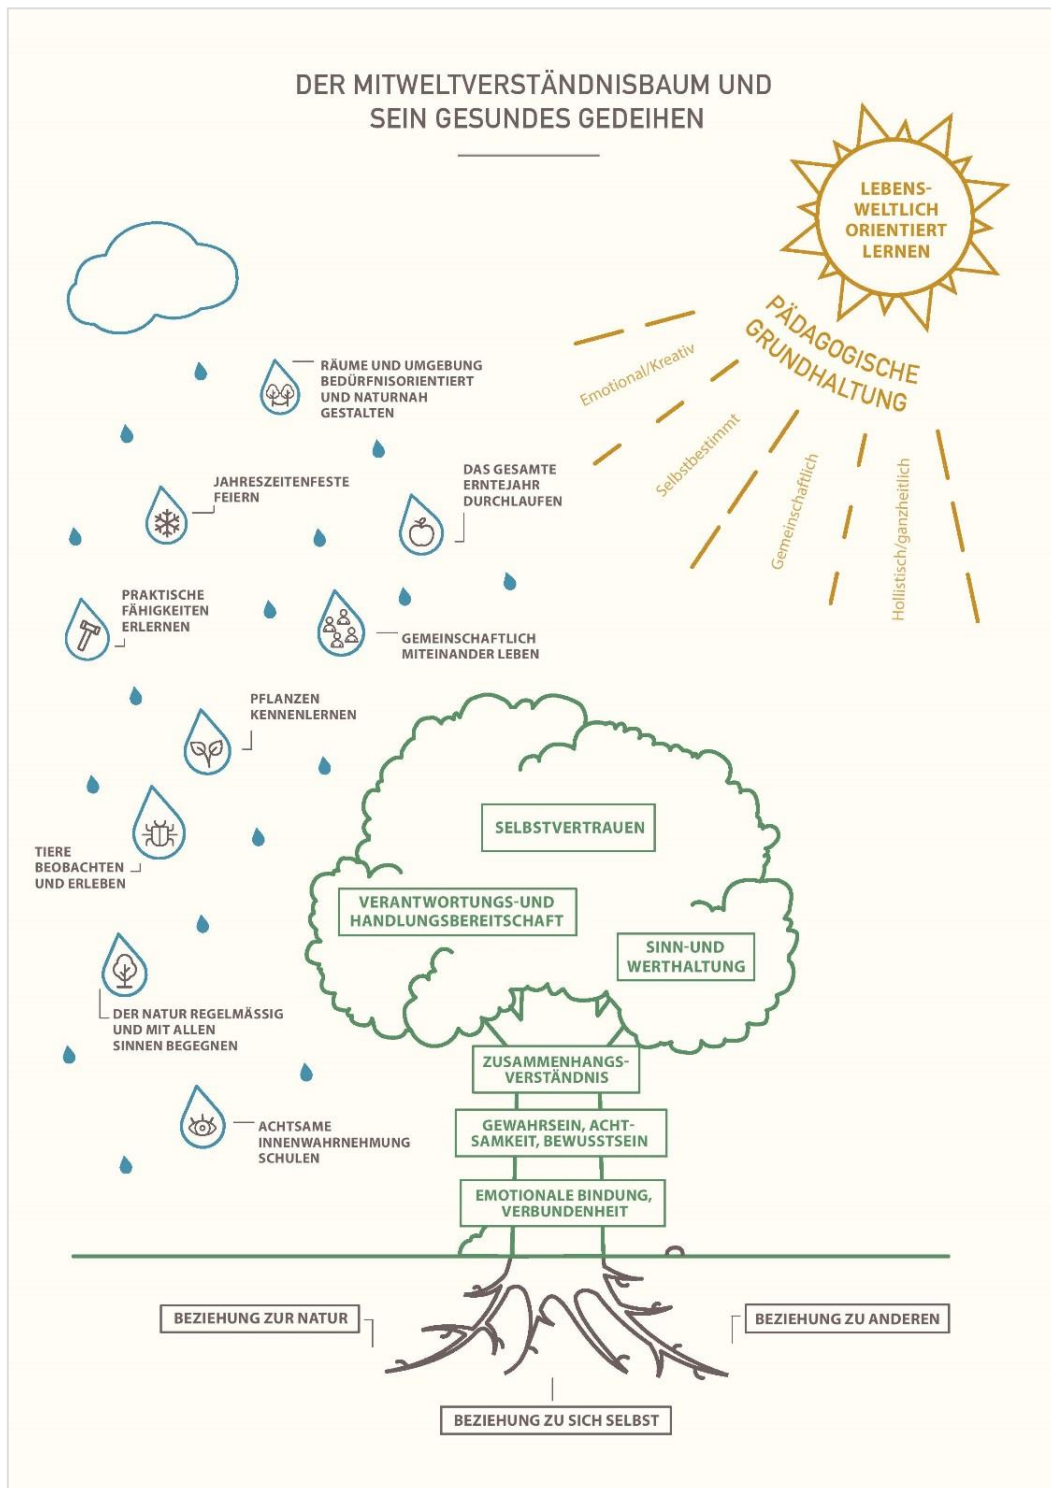 DER MITWELTVERSTÄNDNISBAUM UND
SEIN GESUNDES GEDEIHEN
LEBENS-
WELTLICH
ORIENTIERT
LERNEN
PÄDAGOGISCHE
GRUNDHALTUNG
Emotional/Kreativ
Selbstbestimmt
Gemeinschaftlich
Hollistisch/ganzheitlich
RÄUME UND UMGEBUNG
BEDÜRFNISORIENTIERT
UND NATURNAH
GESTALTEN
JAHRESZEITENFESTE
FEIERN
DAS GESAMTE
ERNTEJAHR
DURCHLAUFEN
PRAKTISCHE
FÄHIGKEITEN
ERLERNEN
GEMEINSCHAFTLICH
MITEINANDER LEBEN
PFLANZEN
KENNENLERNEN
TIERE
BEOBACHTEN
UND ERLEBEN
DER NATUR REGELMÄSSIG
UND MIT ALLEN
SINNEN BEGEGNEN
ACHTSAME
INNENWAHRNEHMUNG
SCHULEN
SELBSTVERTRAUEN
VERANTWORTUNGS-UND
HANDLUNGSBEREITSCHAFT
SINN-UND
WERTHALTUNG
ZUSAMMENHANGS-
VERSTÄNDNIS
GEWAHRSEIN, ACHT-
SAMKEIT, BEWUSSTSEIN
EMOTIONALE BINDUNG,
VERBUNDENHEIT
BEZIEHUNG ZUR NATUR
BEZIEHUNG ZU ANDEREN
BEZIEHUNG ZU SICH SELBST